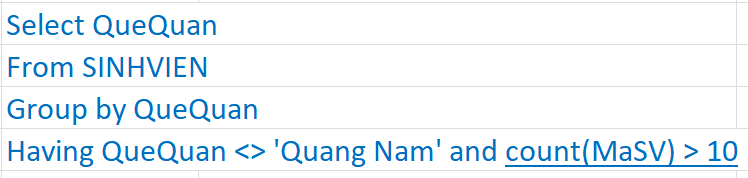 Select QueQuan
From SINHVIEN
Group by QueQuan
Having QueQuan <> 'Quang Nam' and count(MaSV) > 10